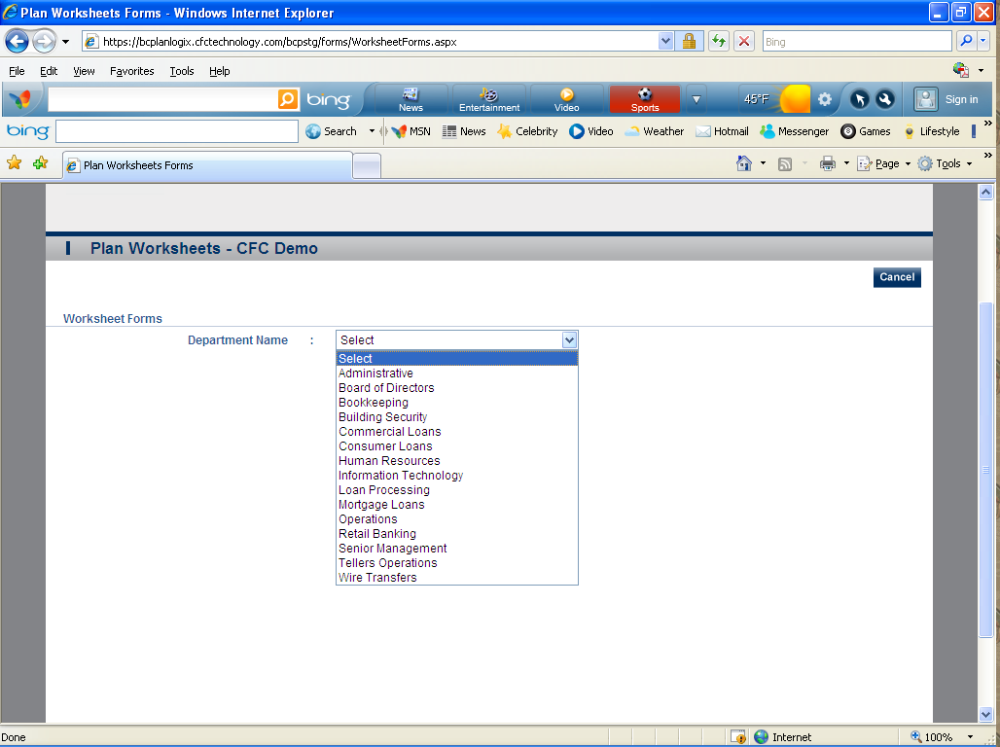 Plan Worksheets Forms - Windows Internet Explorer
https://bcplanlogix.cfctechnology.com/bcpstg/forms/WorksheetForms.aspx
Bing
File Edit View Favorites Tools Help
bing News Entertainment Video Sports 45°F Sign in
bing Search MSN News Celebrity Video Weather Hotmail Messenger Games Lifestyle
Plan Worksheets Forms Page Tools
Plan Worksheets - CFC Demo
Cancel
Worksheet Forms
Department Name : Select
Select
Administrative
Board of Directors
Bookkeeping
Building Security
Commercial Loans
Consumer Loans
Human Resources
Information Technology
Loan Processing
Mortgage Loans
Operations
Retail Banking
Senior Management
Tellers Operations
Wire Transfers
Done Internet 100%